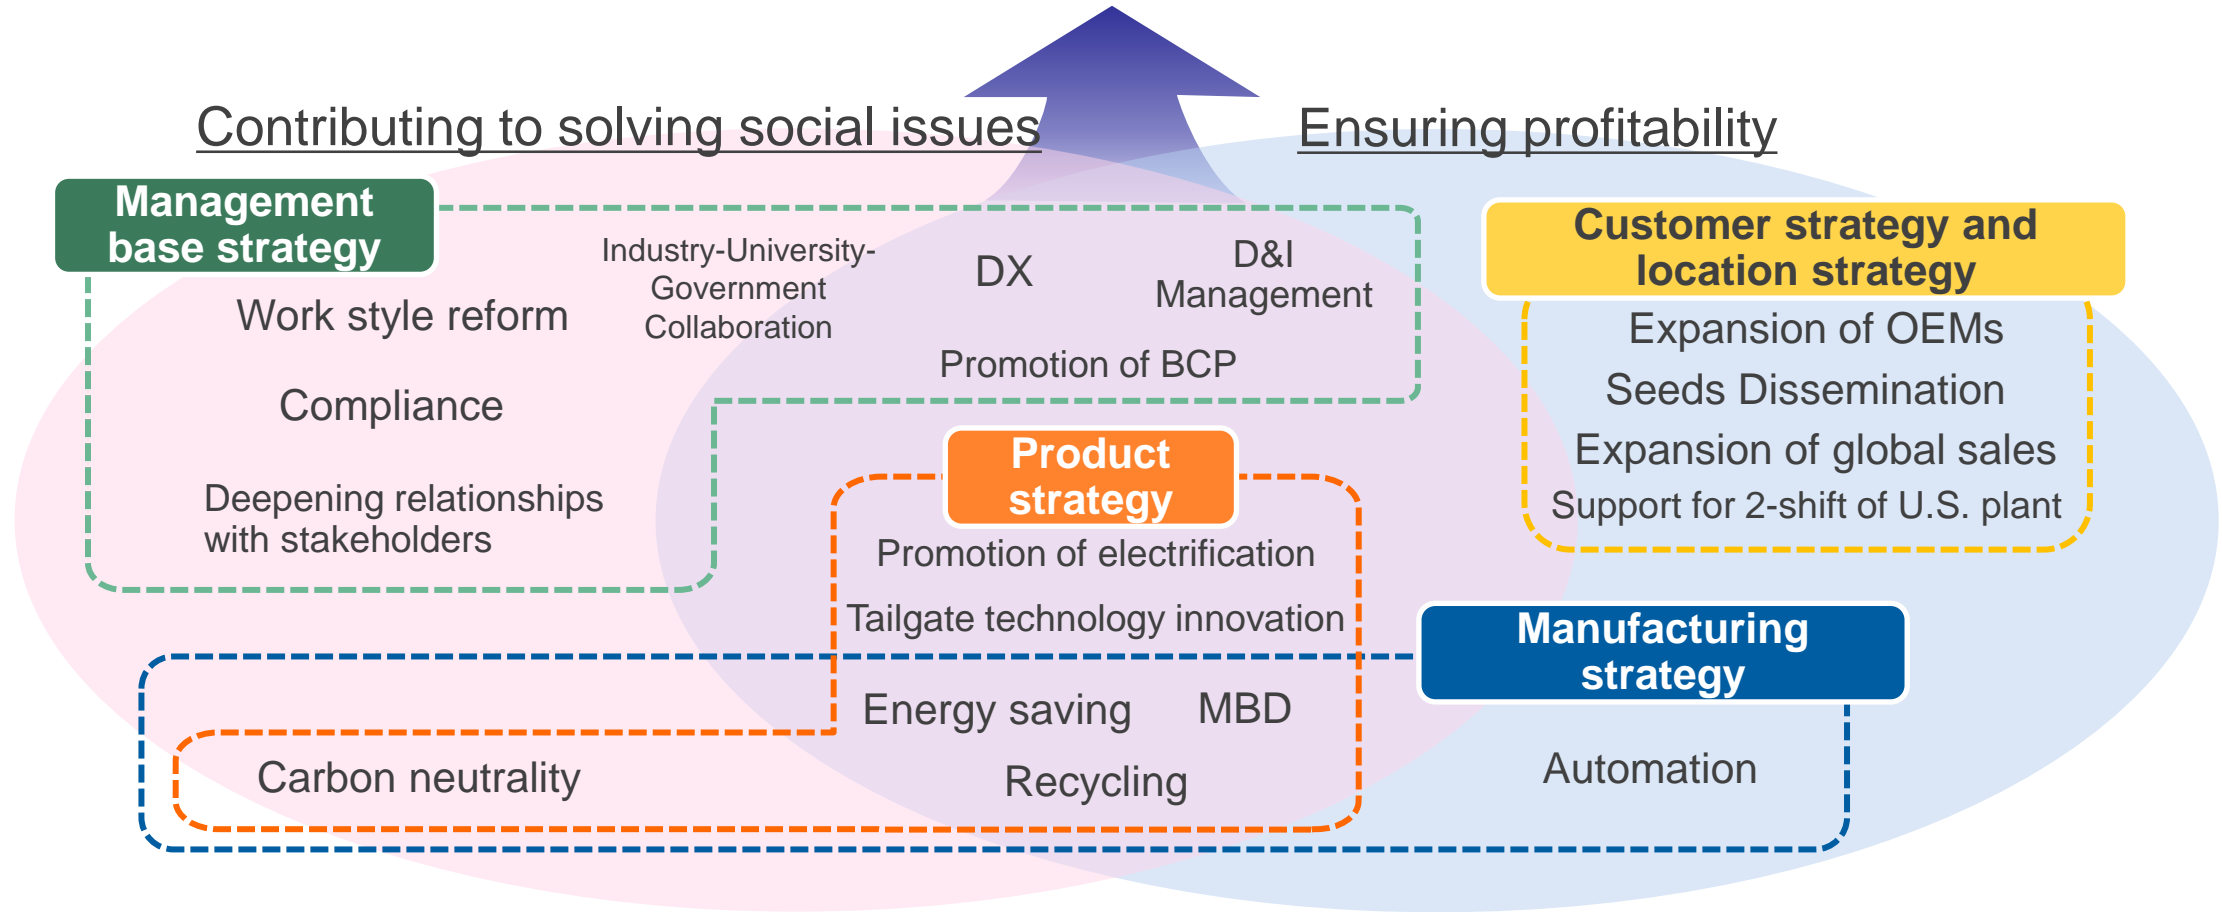 Contributing to solving social issues
Ensuring profitability
Management
base strategy
Industry-University-
Government
Collaboration
DX
D&I
Management
Work style reform
Promotion of BCP
Compliance
Deepening relationships
with stakeholders
Customer strategy and
location strategy
Expansion of OEMs
Seeds Dissemination
Expansion of global sales
Support for 2-shift of U.S. plant
Product
strategy
Promotion of electrification
Tailgate technology innovation
Manufacturing
strategy
Energy saving
MBD
Carbon neutrality
Recycling
Automation